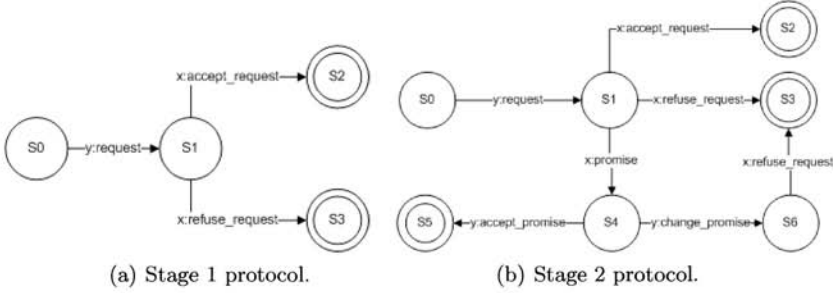 x:accept_request
S2
S0
y:request
S1
x:refuse_request
S3
(a) Stage 1 protocol.
x:accept_request
S2
S0
y:request
S1
x:refuse_request
S3
x:promise
x:refuse_request
S5
y:accept_promise
S4
y:change_promise
S6
(b) Stage 2 protocol.